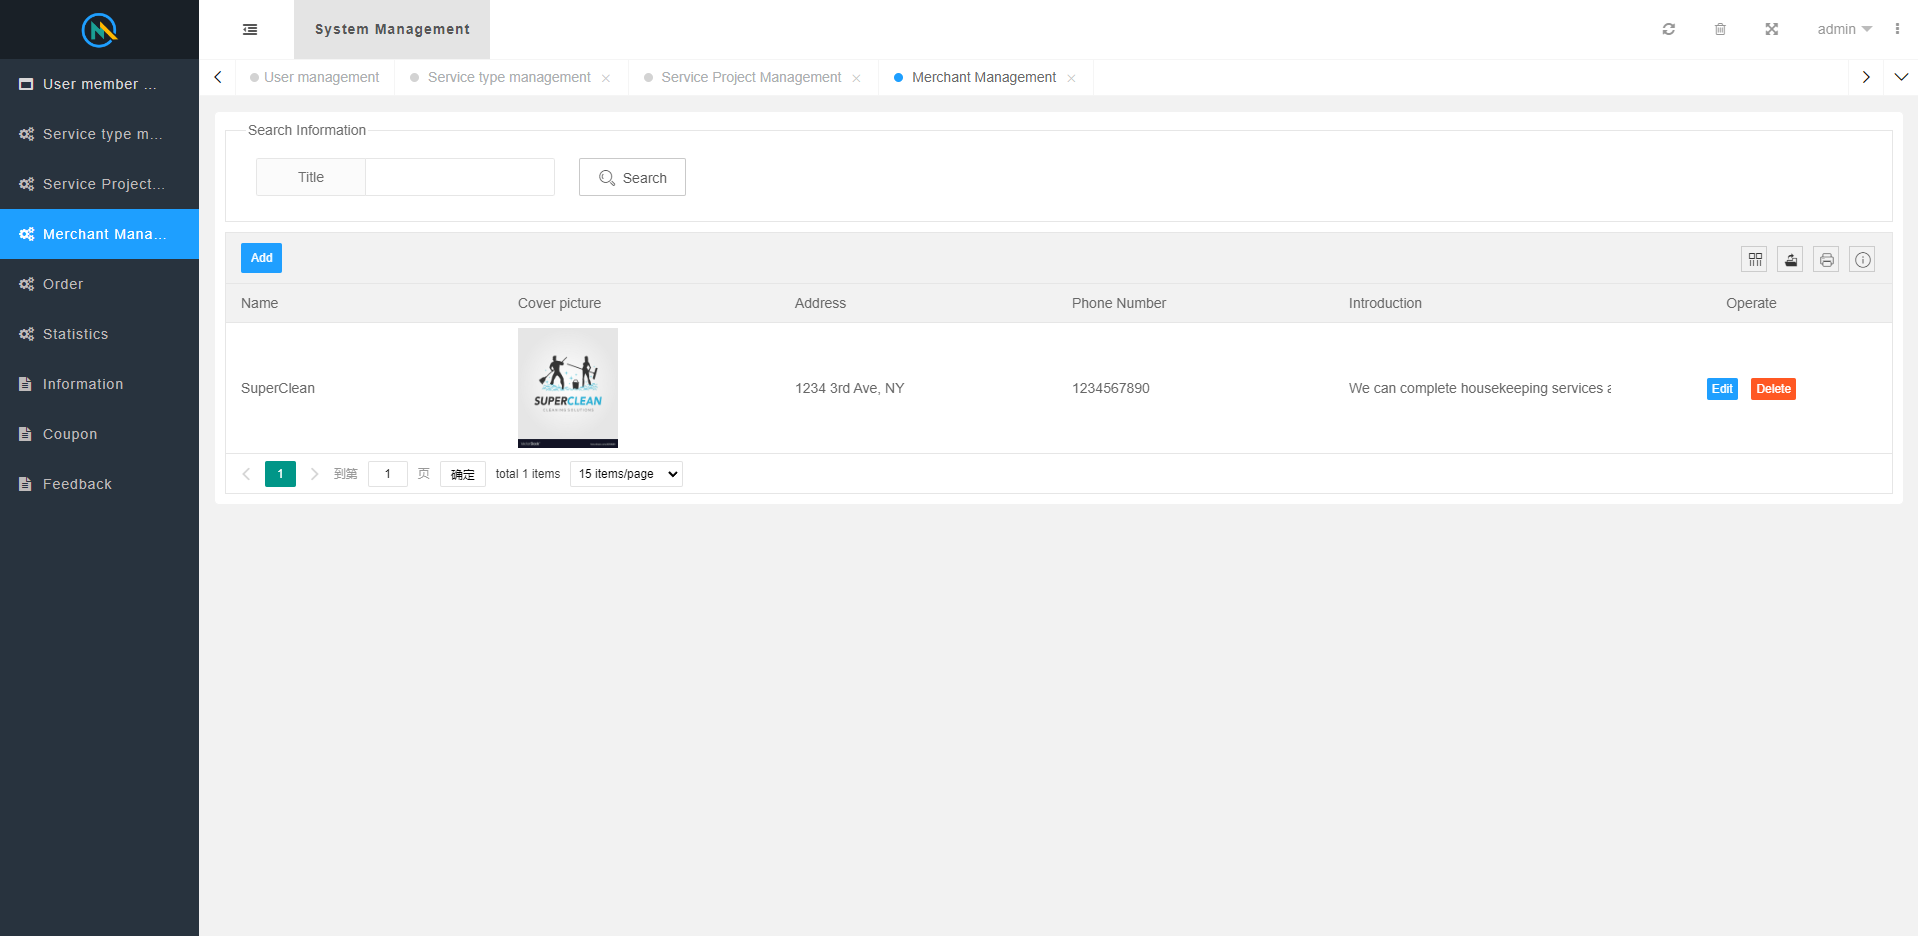 System Management
admin
User member ...
Service type m...
Service Project...
Merchant Mana...
Order
Statistics
Information
Coupon
Feedback
User management
Service type management
Service Project Management
Merchant Management
Search Information
Title
Search
Add
Name Cover picture Address Phone Number Introduction Operate
SuperClean
SUPERCLEAN
CLEANING SOLUTIONS
1234 3rd Ave, NY
1234567890
We can complete housekeeping services a
Edit
Delete
1 到第 1 页 确定 total 1 items 15 items/page